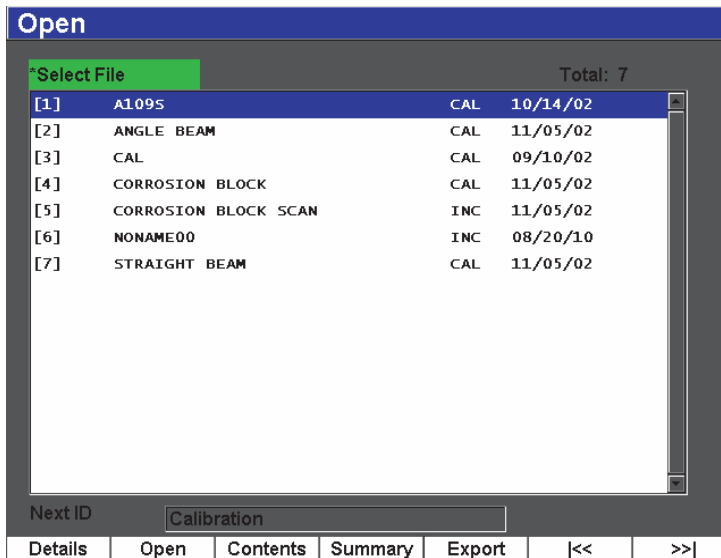 Open
*Select File Total: 7
[1] A109S CAL 10/14/02
[2] ANGLE BEAM CAL 11/05/02
[3] CAL CAL 09/10/02
[4] CORROSION BLOCK CAL 11/05/02
[5] CORROSION BLOCK SCAN INC 11/05/02
[6] NONAME00 INC 08/20/10
[7] STRAIGHT BEAM CAL 11/05/02
Next ID Calibration
Details Open Contents Summary Export |<< >>|